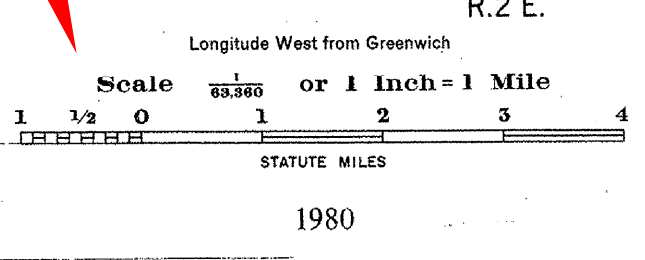 R.2 E.
Longitude West from Greenwich
Scale 1/63,360 or 1 Inch = 1 Mile
1 1/2 0 1 2 3 4
STATUTE MILES
1980